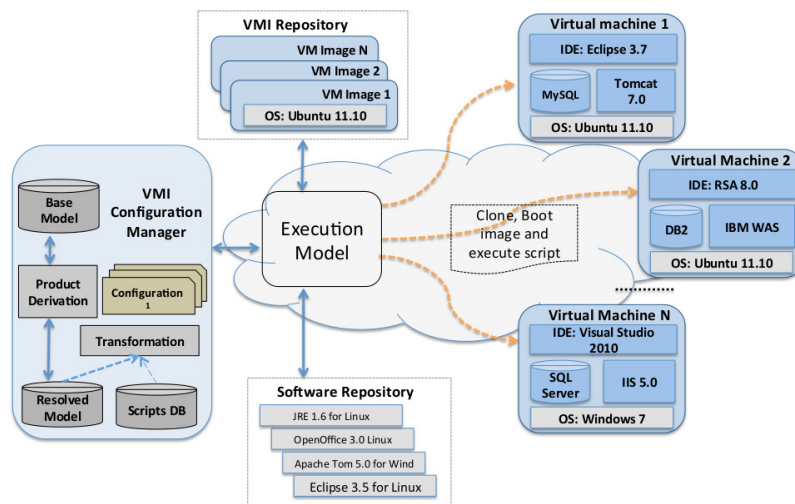 VMI Repository
VM Image N
VM Image 2
VM Image 1
OS: Ubuntu 11.10
Virtual machine 1
IDE: Eclipse 3.7
MySQL
Tomcat
7.0
OS: Ubuntu 11.10
VMI
Configuration
Manager
Base
Model
Product
Derivation
Configuration
1
Transformation
Resolved
Model
Scripts DB
Execution
Model
Clone, Boot
image and
execute script
Virtual Machine 2
IDE: RSA 8.0
DB2
IBM WAS
OS: Ubuntu 11.10
Virtual Machine N
IDE: Visual Studio
2010
SQL
Server
IIS 5.0
OS: Windows 7
Software Repository
JRE 1.6 for Linux
OpenOffice 3.0 Linux
Apache Tom 5.0 for Wind
Eclipse 3.5 for Linux